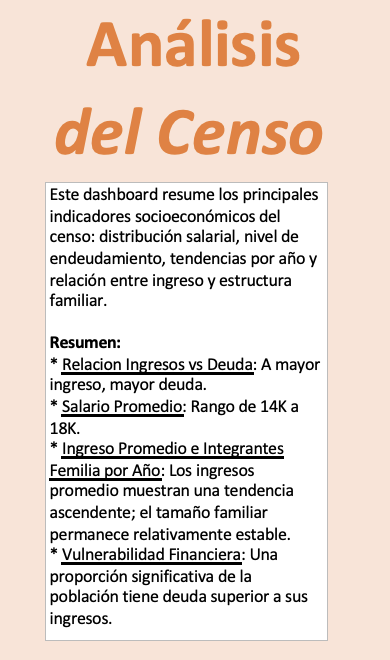 Análisis
del Censo
Este dashboard resume los principales
indicadores socioeconómicos del
censo: distribución salarial, nivel de
endeudamiento, tendencias por año y
relación entre ingreso y estructura
familiar.
Resumen:
* Relacion Ingresos vs Deuda: A mayor
ingreso, mayor deuda.
* Salario Promedio: Rango de 14K a
18K.
* Ingreso Promedio e Integrantes
Femilia por Año: Los ingresos
promedio muestran una tendencia
ascendente; el tamaño familiar
permanece relativamente estable.
* Vulnerabilidad Financiera: Una
proporción significativa de la
población tiene deuda superior a sus
ingresos.